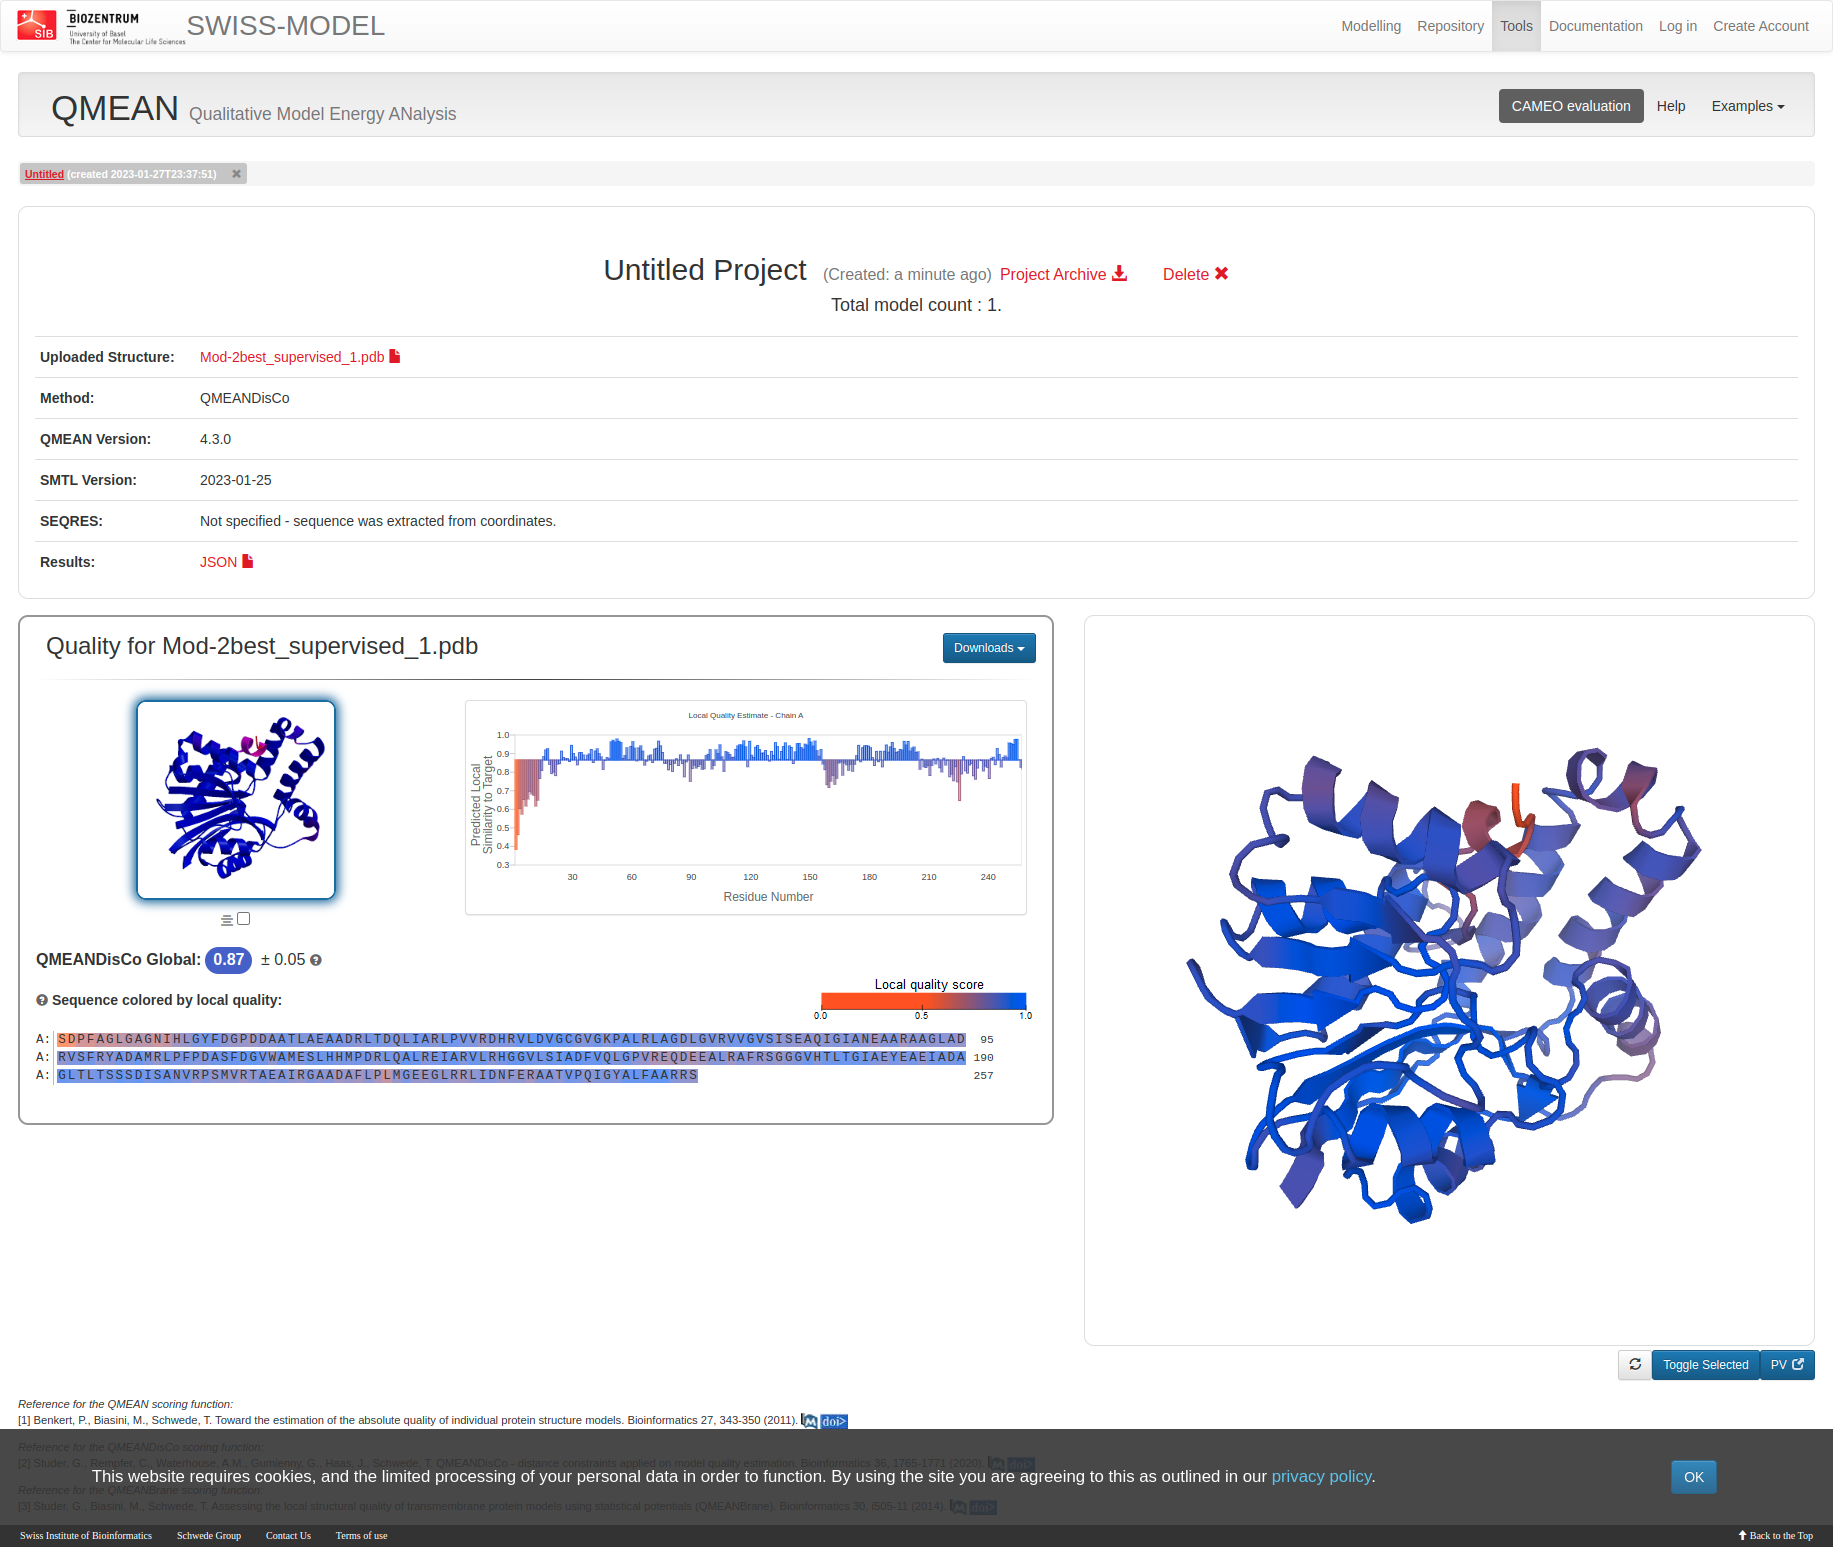 SIB
BIOZENTRUM
University of Basel
The Center for Molecular Life Sciences
SWISS-MODEL
Modelling Repository Tools Documentation Log in Create Account
QMEAN Qualitative Model Energy ANalysis
CAMEO evaluation Help Examples
Untitled (created 2023-01-27T23:37:51)
Untitled Project (Created: a minute ago) Project Archive Delete
Total model count : 1.
Uploaded Structure: Mod-2best_supervised_1.pdb
Method: QMEANDisCo
QMEAN Version: 4.3.0
SMTL Version: 2023-01-25
SEQRES: Not specified - sequence was extracted from coordinates.
Results: JSON
Quality for Mod-2best_supervised_1.pdb
Downloads
Local Quality Estimate - Chain A
Predicted Local
Similarity to Target
1.0
0.9
0.8
0.7
0.6
0.5
0.4
0.3
30 60 90 120 150 180 210 240
Residue Number
QMEANDisCo Global: 0.87 ± 0.05
Sequence colored by local quality:
Local quality score
0.0 0.5 1.0
A: SDPFAGLGAGNIHLGYFDGPDDAATLAEAADRLTDQLIARLPVVRDHRVLDVGCGVGKPALRLAGDLGVRVVGVSISEAQIGIANEAARAAGLAD 95
A: RVSFRYADAMRLPFPDASFDGVWAMESLHHMPDRLQALREIARVLRHGGVLSIADFVQLGPVREQDEEALRAFRSGGGVHTLTGIAEYEAEIADA 190
A: GLTLTSSSDISANVRPSMVRTAEAIRGAADAFLPLMGEEGLRRLIDNFERAATVPQIGYALFAARRS 257
Toggle Selected PV
Reference for the QMEAN scoring function:
[1] Benkert, P., Biasini, M., Schwede, T. Toward the estimation of the absolute quality of individual protein structure models. Bioinformatics 27, 343-350 (2011). M doi>
Reference for the QMEANDisCo scoring function:
[2] Studer, G., Rempfer, C., Waterhouse, A.M., Gumienny, G., Haas, J., Schwede, T. QMEANDisCo - distance constraints applied on model quality estimation. Bioinformatics 36, 1765-1771 (2020). M doi>
This website requires cookies, and the limited processing of your personal data in order to function. By using the site you are agreeing to this as outlined in our privacy policy.
OK
Reference for the QMEANBrane scoring function:
[3] Studer, G., Biasini, M., Schwede, T. Assessing the local structural quality of transmembrane protein models using statistical potentials (QMEANBrane). Bioinformatics 30, i505-11 (2014). M doi>
Swiss Institute of Bioinformatics Schwede Group Contact Us Terms of use Back to the Top